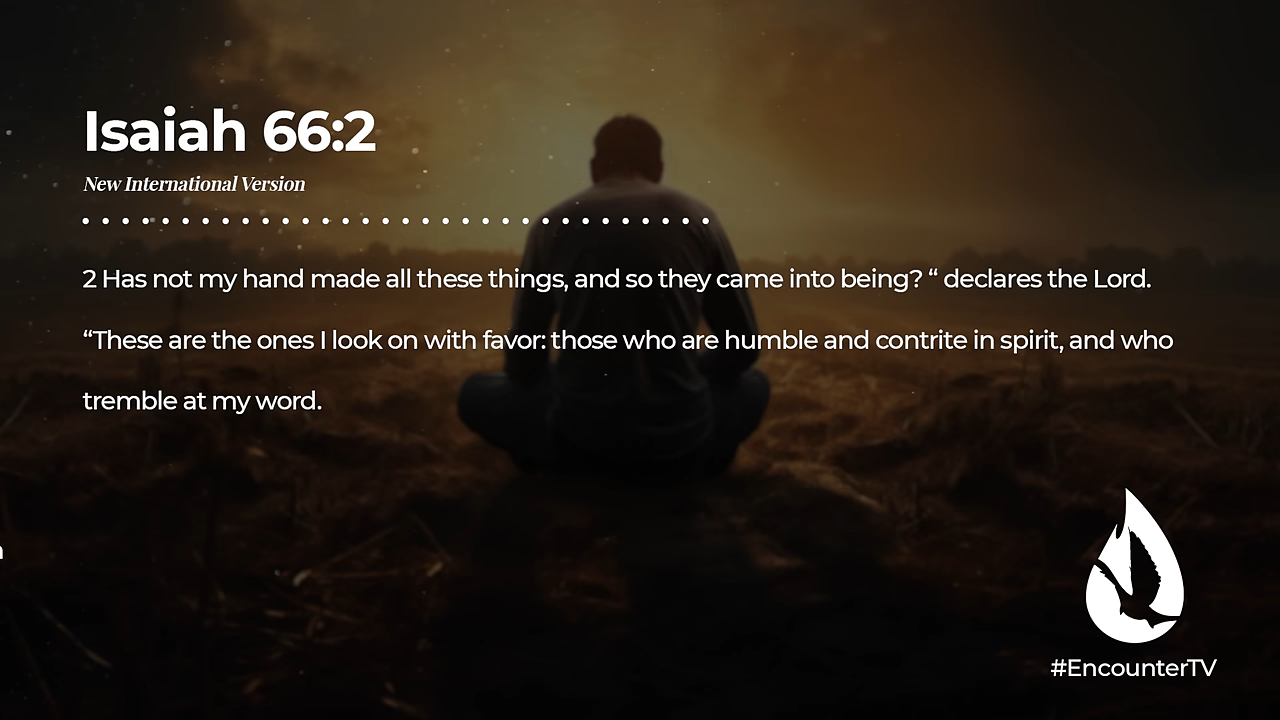 Isaiah 66:2
New International Version
2 Has not my hand made all these things, and so they came into being? “ declares the Lord.
“These are the ones I look on with favor: those who are humble and contrite in spirit, and who
tremble at my word.
#EncounterTV